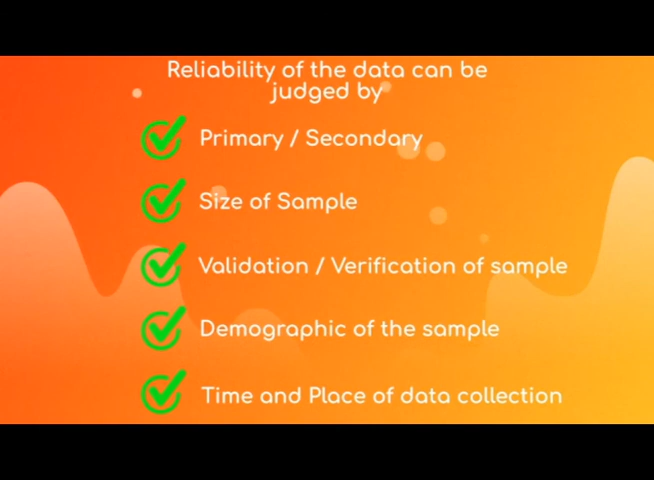 Reliability of the data can be
judged by
Primary / Secondary
Size of Sample
Validation / Verification of sample
Demographic of the sample
Time and Place of data collection